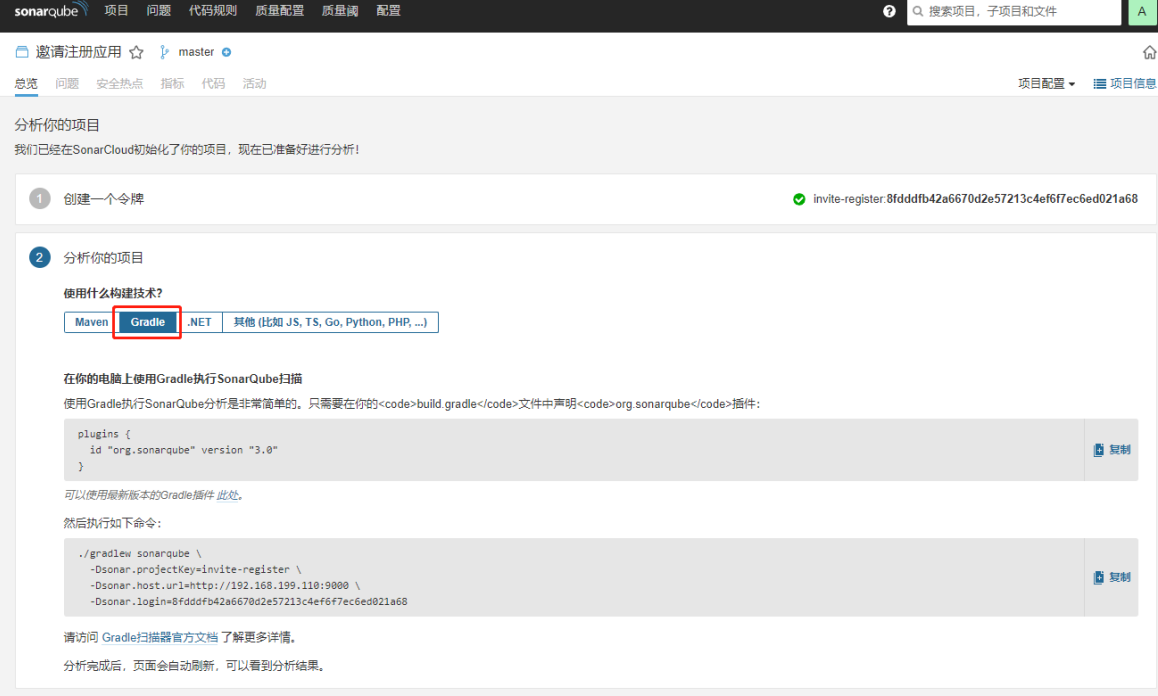 sonarqube 项目 问题 代码规则 质量配置 质量阈 配置 ? 搜索项目，子项目和文件 A
邀请注册应用 master
总览 问题 安全热点 指标 代码 活动 项目配置 项目信息
分析你的项目
我们已经在SonarCloud初始化了你的项目，现在已准备好进行分析！
1 创建一个令牌 invite-register:8fdddfb42a6670d2e57213c4ef6f7ec6ed021a68
2 分析你的项目
使用什么构建技术？
Maven Gradle .NET 其他 (比如 JS, TS, Go, Python, PHP, ...)
在你的电脑上使用Gradle执行SonarQube扫描
使用Gradle执行SonarQube分析是非常简单的。只需要在你的<code>build.gradle</code>文件中声明<code>org.sonarqube</code>插件：
plugins {
id "org.sonarqube" version "3.0"
}
复制
可以使用最新版本的Gradle插件 此处。
然后执行如下命令：
./gradlew sonarqube \
-Dsonar.projectKey=invite-register \
-Dsonar.host.url=http://192.168.199.110:9000 \
-Dsonar.login=8fdddfb42a6670d2e57213c4ef6f7ec6ed021a68
复制
请访问 Gradle扫描器官方文档 了解更多详情。
分析完成后，页面会自动刷新，可以看到分析结果。